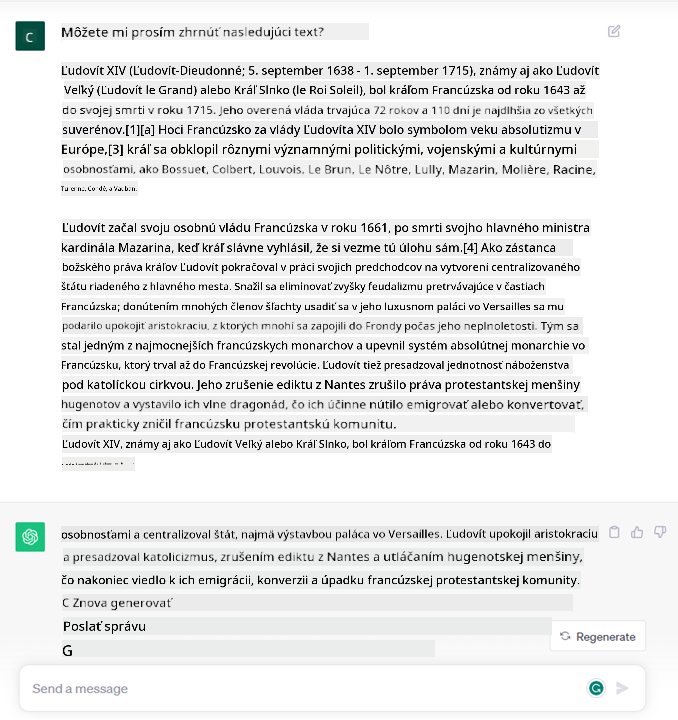 C
Môžete mi prosím zhrnúť nasledujúci text?
Ľudovít XIV (Ľudovít-Dieudonné; 5. september 1638 - 1. september 1715), známy aj ako Ľudovít
Veľký (Ľudovít le Grand) alebo Kráľ Slnko (le Roi Soleil), bol kráľom Francúzska od roku 1643 až
do svojej smrti v roku 1715. Jeho overená vláda trvajúca 72 rokov a 110 dní je najdlhšia zo všetkých
suverénov.[1][a] Hoci Francúzsko za vlády Ľudovíta XIV bolo symbolom veku absolutizmu v
Európe,[3] kráľ sa obklopil rôznymi významnými politickými, vojenskými a kultúrnymi
osobnosťami, ako Bossuet, Colbert, Louvois, Le Brun, Le Nôtre, Lully, Mazarin, Molière, Racine,
Turenne, Condé, a Vauban.
Ľudovít začal svoju osobnú vládu Francúzska v roku 1661, po smrti svojho hlavného ministra
kardinála Mazarina, keď kráľ slávne vyhlásil, že si vezme tú úlohu sám.[4] Ako zástanca
božského práva kráľov Ľudovít pokračoval v práci svojich predchodcov na vytvorení centralizovaného
štátu riadeného z hlavného mesta. Snažil sa eliminovať zvyšky feudalizmu pretrvávajúce v častiach
Francúzska; donútením mnohých členov šľachty usadiť sa v jeho luxusnom paláci vo Versailles sa mu
podarilo upokojiť aristokraciu, z ktorých mnohí sa zapojili do Frondy počas jeho neplnoletosti. Tým sa
stal jedným z najmocnejších francúzskych monarchov a upevnil systém absolútnej monarchie vo
Francúzsku, ktorý trval až do Francúzskej revolúcie. Ľudovít tiež presadzoval jednotnosť náboženstva
pod katolíckou cirkvou. Jeho zrušenie ediktu z Nantes zrušilo práva protestantskej menšiny
hugenotov a vystavilo ich vlne dragonád, čo ich účinne nútilo emigrovať alebo konvertovať,
čím prakticky zničil francúzsku protestantskú komunitu.
Ľudovít XIV, známy aj ako Ľudovít Veľký alebo Kráľ Slnko, bol kráľom Francúzska od roku 1643 do
osobnosťami a centralizoval štát, najmä výstavbou paláca vo Versailles. Ľudovít upokojil aristokraciu
a presadzoval katolicizmus, zrušením ediktu z Nantes a utláčaním hugenotskej menšiny,
čo nakoniec viedlo k ich emigrácii, konverzii a úpadku francúzskej protestantskej komunity.
C Znova generovať
Poslať správu
Regenerate
G
Send a message